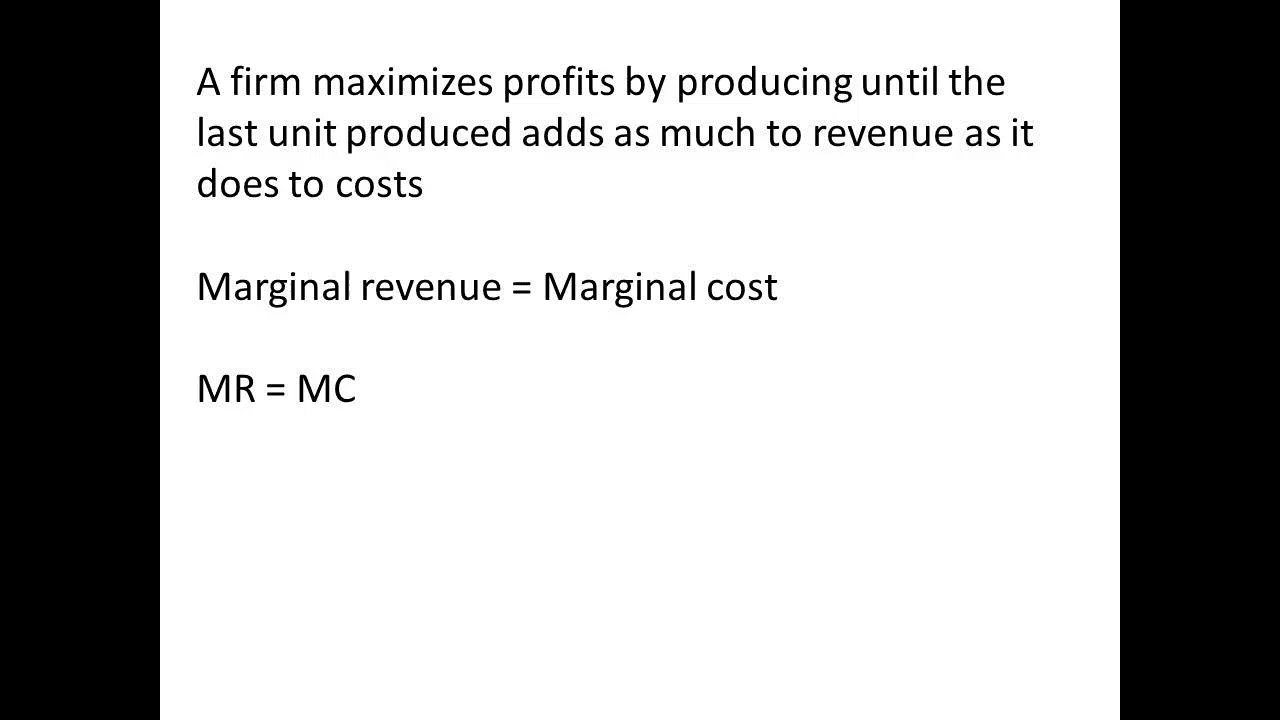 A firm maximizes profits by producing until the
last unit produced adds as much to revenue as it
does to costs
Marginal revenue = Marginal cost
MR = MC